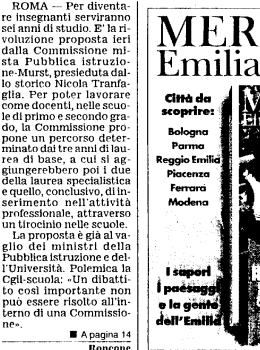 ROMA — Per diventa-
re insegnanti serviranno
sei anni di studio. E' la ri-
voluzione proposta ieri
dalla Commissione mi-
sta Pubblica istruzio-
ne-Murst, presieduta dal-
lo storico Nicola Tranfa-
glia. Per poter lavorare
come docenti, nelle scuo-
le di primo e secondo gra-
do, la Commissione pro-
pone un percorso deter-
minato dai tre anni di lau-
rea di base, a cui si ag-
giungerebbero poi i due
della laurea specialistica
e quello, conclusivo, di in-
serimento nell'attività
professionale, attraverso
un tirocinio nelle scuole.
La proposta è già al va-
glio dei ministri della
Pubblica istruzione e del-
l'Università. Polemica la
Cgil-scuola: «Un dibatti-
to così importante non
può essere risolto all'in-
terno di una Commissio-
ne».
■ A pagina 14
Roncone
MER
Emilia
Città da
scoprire:
Bologna
Parma
Reggio Emilia
Piacenza
Ferrara
Modena
I sapori
i paesaggi
e la gente
dell'Emilia